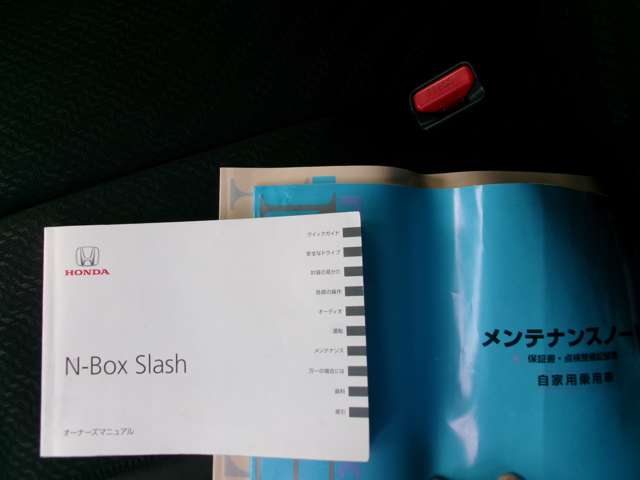 HONDA
N-Box Slash
オーナーズマニュアル
クイックガイド
安全なドライブ
計器の見かた
各部の操作
オーディオ
運転
メンテナンス
万一の場合には
資料
索引
PRESS
メンテナンスノート
保証書・点検整備記録簿
自家用乗用車